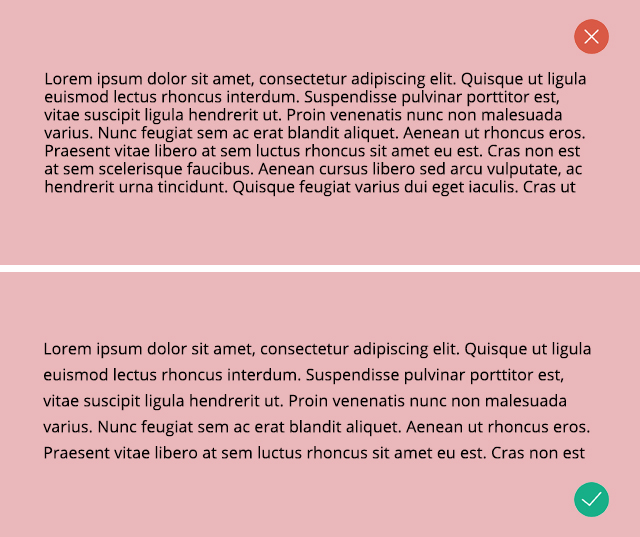 Lorem ipsum dolor sit amet, consectetur adipiscing elit. Quisque ut ligula
euismod lectus rhoncus interdum. Suspendisse pulvinar porttitor est,
vitae suscipit ligula hendrerit ut. Proin venenatis nunc non malesuada
varius. Nunc feugiat sem ac erat blandit aliquet. Aenean ut rhoncus eros.
Praesent vitae libero at sem luctus rhoncus sit amet eu est. Cras non est
at sem scelerisque faucibus. Aenean cursus libero sed arcu vulputate, ac
hendrerit urna tincidunt. Quisque feugiat varius dui eget iaculis. Cras ut
Lorem ipsum dolor sit amet, consectetur adipiscing elit. Quisque ut ligula
euismod lectus rhoncus interdum. Suspendisse pulvinar porttitor est,
vitae suscipit ligula hendrerit ut. Proin venenatis nunc non malesuada
varius. Nunc feugiat sem ac erat blandit aliquet. Aenean ut rhoncus eros.
Praesent vitae libero at sem luctus rhoncus sit amet eu est. Cras non est